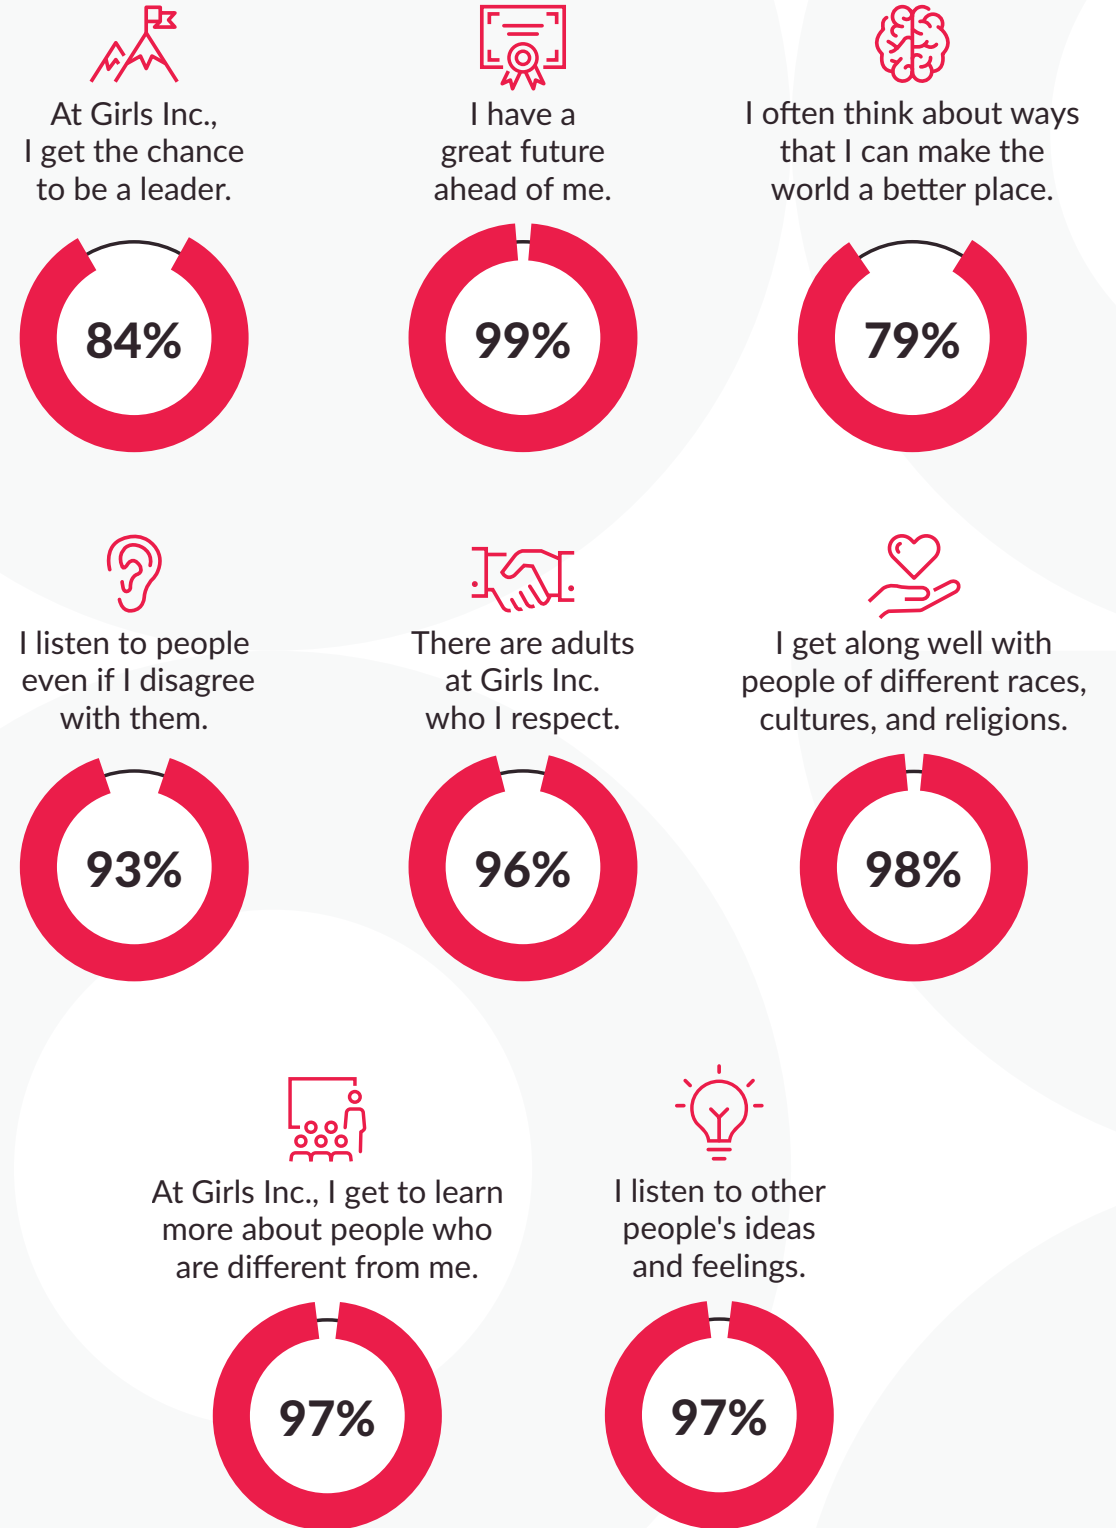 At Girls Inc.,
I get the chance
to be a leader.
84%
I have a
great future
ahead of me.
99%
I often think about ways
that I can make the
world a better place.
79%
I listen to people
even if I disagree
with them.
93%
There are adults
at Girls Inc.
who I respect.
96%
I get along well with
people of different races,
cultures, and religions.
98%
At Girls Inc., I get to learn
more about people who
are different from me.
97%
I listen to other
people's ideas
and feelings.
97%